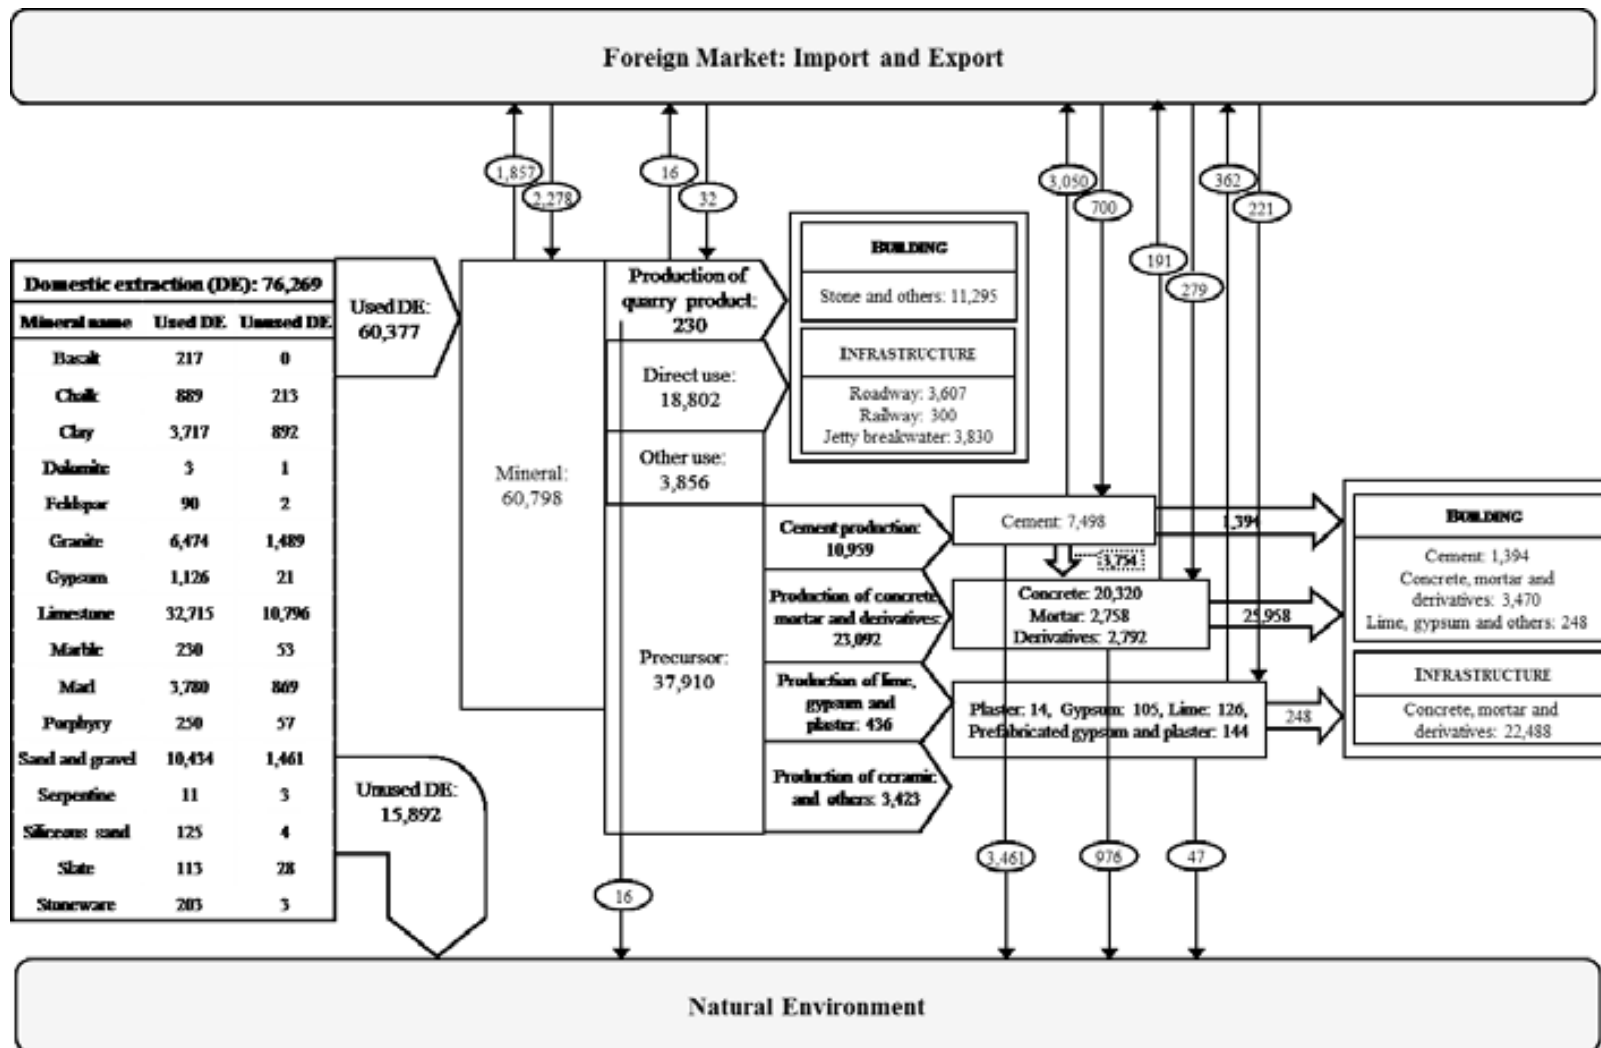 Foreign Market: Import and Export
1,857
2,278
16
32
3,050
700
191
279
362
221
Domestic extraction (DE): 76,269
Mineral name Used DE Unused DE
Basalt 217 0
Chalk 889 213
Clay 3,717 892
Dolomite 3 1
Feldspar 90 2
Granite 6,474 1,489
Gypsum 1,126 21
Limestone 32,715 10,796
Marble 230 53
Marl 3,780 869
Porphyry 250 57
Sand and gravel 10,434 1,461
Serpentine 11 3
Siliceous sand 125 4
Slate 113 28
Stoneware 203 3
Used DE:
60,377
Unused DE:
15,892
Mineral:
60,798
Production of
quarry product:
230
Direct use:
18,802
Other use:
3,856
Precursor:
37,910
BUILDING
Stone and others: 11,295
INFRASTRUCTURE
Roadway: 3,607
Railway: 300
Jetty breakwater: 3,830
Cement production:
10,959
Production of concrete,
mortar and derivatives:
23,092
Production of lime,
gypsum and
plaster: 436
Production of ceramic
and others: 3,423
Cement: 7,498
3,754
Concrete: 20,320
Mortar: 2,758
Derivatives: 2,792
Plaster: 14, Gypsum: 105, Lime: 126,
Prefabricated gypsum and plaster: 144
1,394
25,958
248
BUILDING
Cement: 1,394
Concrete, mortar and
derivatives: 3,470
Lime, gypsum and others: 248
INFRASTRUCTURE
Concrete, mortar and
derivatives: 22,488
16
3,461
976
47
Natural Environment